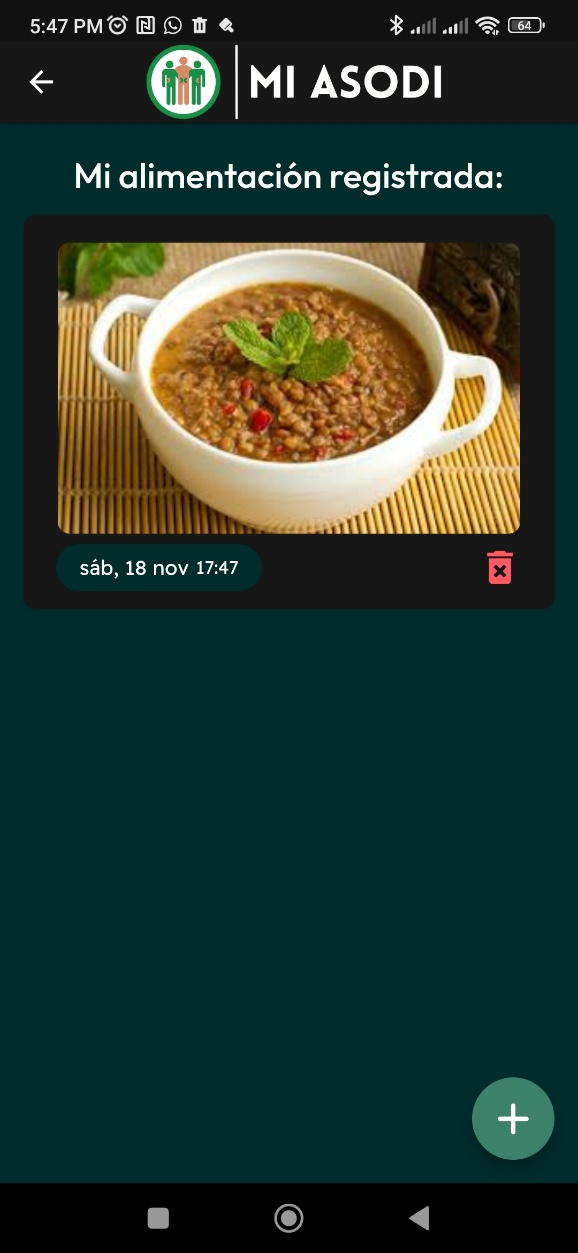 5:47 PM
64
MI ASODI
Mi alimentación registrada:
sáb, 18 nov 17:47